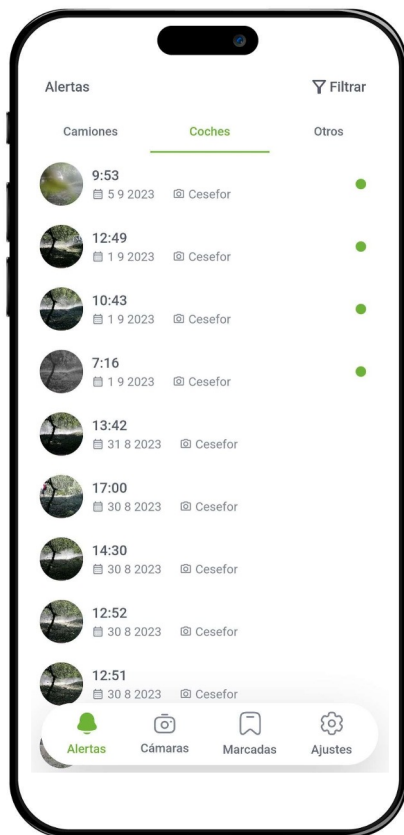 Alertas Filtrar
Camiones Coches Otros
9:53
5 9 2023 Cesefor
12:49
1 9 2023 Cesefor
10:43
1 9 2023 Cesefor
7:16
1 9 2023 Cesefor
13:42
31 8 2023 Cesefor
17:00
30 8 2023 Cesefor
14:30
30 8 2023 Cesefor
12:52
30 8 2023 Cesefor
12:51
30 8 2023 Cesefor
Alertas Cámaras Marcadas Ajustes